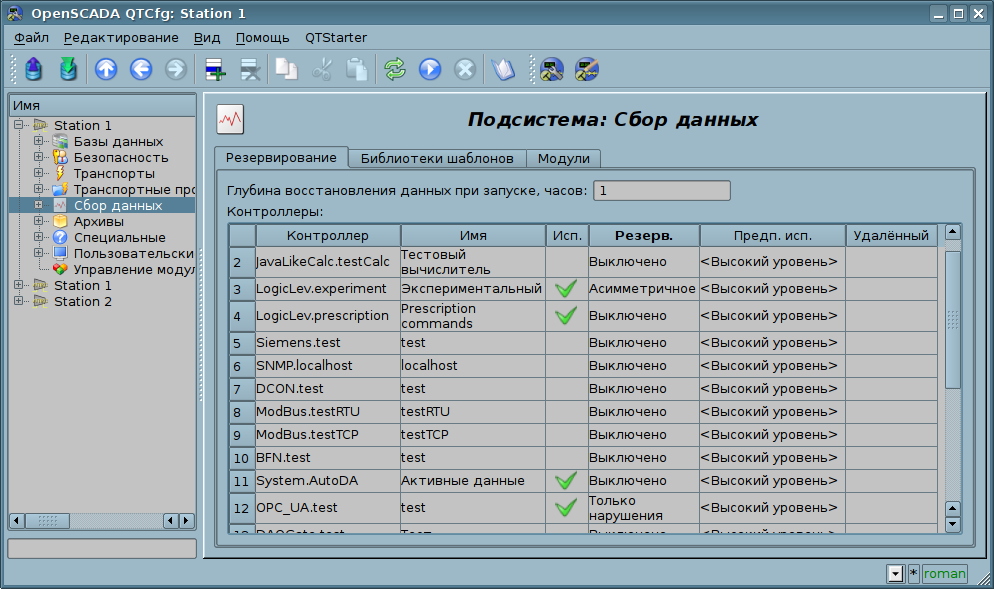 OpenSCADA QTCfg: Station 1
Файл Редактирование Вид Помощь QTStarter
Имя
Station 1
Базы данных
Безопасность
Транспорты
Транспортные про
Сбор данных
Архивы
Специальные
Пользовательски
Управление модул
Station 1
Station 2
Подсистема: Сбор данных
Резервирование Библиотеки шаблонов Модули
Глубина восстановления данных при запуске, часов: 1
Контроллеры:
Контроллер Имя Исп. Резерв. Предп. исп. Удалённый
2 JavaLikeCalc.testCalc Тестовый вычислитель Выключено <Высокий уровень>
3 LogicLev.experiment Экспериментальный Асимметричное <Высокий уровень>
4 LogicLev.prescription Prescription commands Выключено <Высокий уровень>
5 Siemens.test test Выключено <Высокий уровень>
6 SNMP.localhost localhost Выключено <Высокий уровень>
7 DCON.test test Выключено <Высокий уровень>
8 ModBus.testRTU testRTU Выключено <Высокий уровень>
9 ModBus.testTCP testTCP Выключено <Высокий уровень>
10 BFN.test test Выключено <Высокий уровень>
11 System.AutoDA Активные данные Выключено <Высокий уровень>
12 OPC_UA.test test Только нарушения <Высокий уровень>
* roman